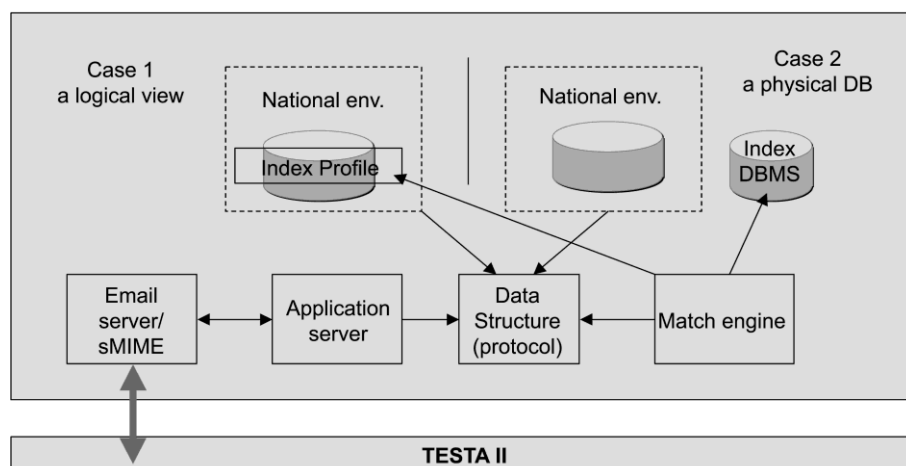 Case 1
a logical view
National env.
Index Profile
National env.
Case 2
a physical DB
Index
DBMS
Email
server/
sMIME
Application
server
Data
Structure
(protocol)
Match engine
TESTA II